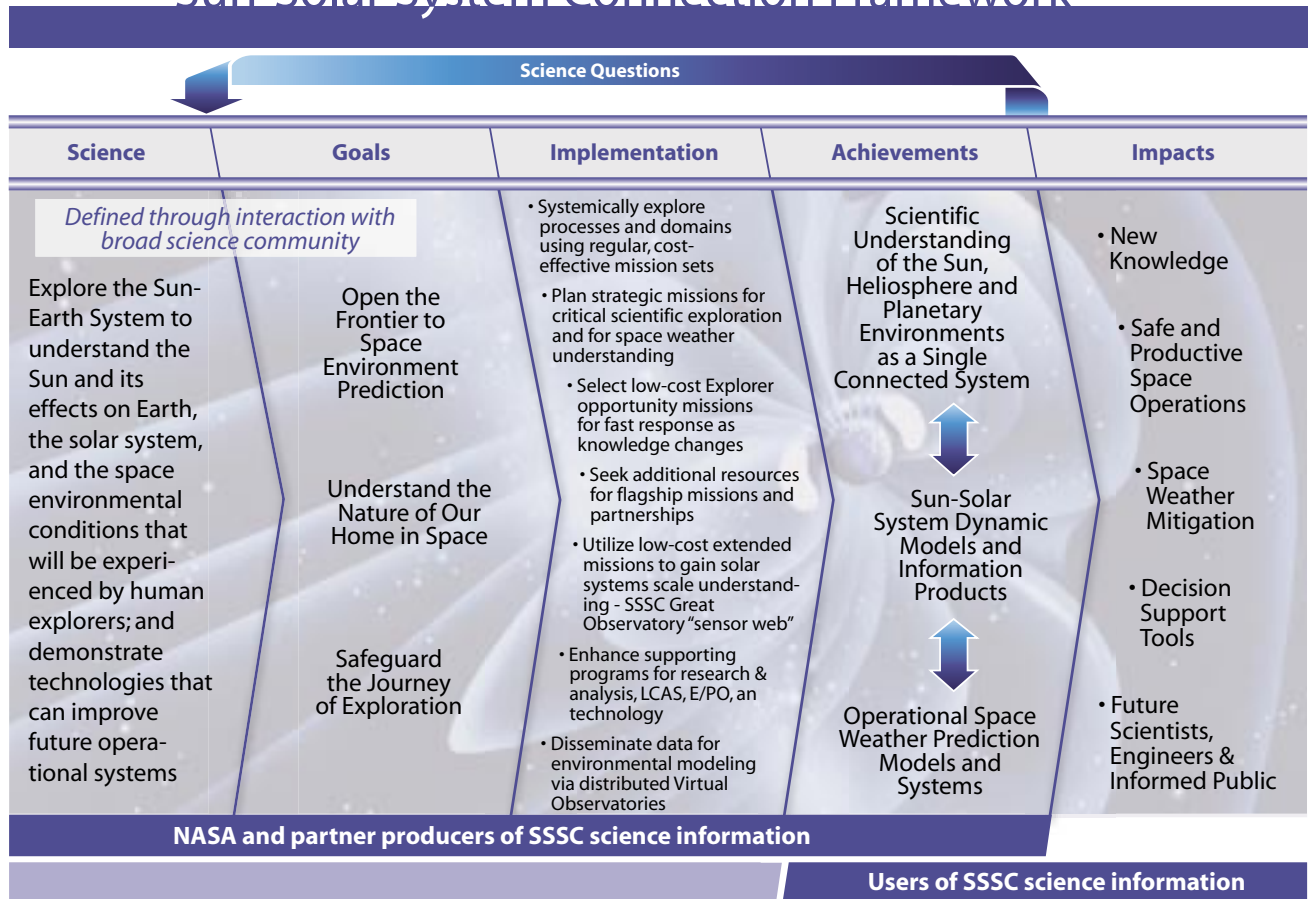 Sun-Solar System Connection Framework
Science Questions
Science
Goals
Implementation
Achievements
Impacts
Defined through interaction with
broad science community
Explore the Sun-
Earth System to
understand the
Sun and its
effects on Earth,
the solar system,
and the space
environmental
conditions that
will be experi-
enced by human
explorers; and
demonstrate
technologies that
can improve
future opera-
tional systems
Open the
Frontier to
Space
Environment
Prediction
Understand the
Nature of Our
Home in Space
Safeguard
the Journey
of Exploration
• Systemically explore
processes and domains
using regular, cost-
effective mission sets
• Plan strategic missions for
critical scientific exploration
and for space weather
understanding
• Select low-cost Explorer
opportunity missions
for fast response as
knowledge changes
• Seek additional resources
for flagship missions and
partnerships
• Utilize low-cost extended
missions to gain solar
systems scale understand-
ing - SSSC Great
Observatory "sensor web"
• Enhance supporting
programs for research &
analysis, LCAS, E/PO, an
technology
• Disseminate data for
environmental modeling
via distributed Virtual
Observatories
Scientific
Understanding
of the Sun,
Heliosphere and
Planetary
Environments
as a Single
Connected System
Sun-Solar
System Dynamic
Models and
Information
Products
Operational Space
Weather Prediction
Models and
Systems
• New
Knowledge
• Safe and
Productive
Space
Operations
• Space
Weather
Mitigation
• Decision
Support
Tools
• Future
Scientists,
Engineers &
Informed Public
NASA and partner producers of SSSC science information
Users of SSSC science information